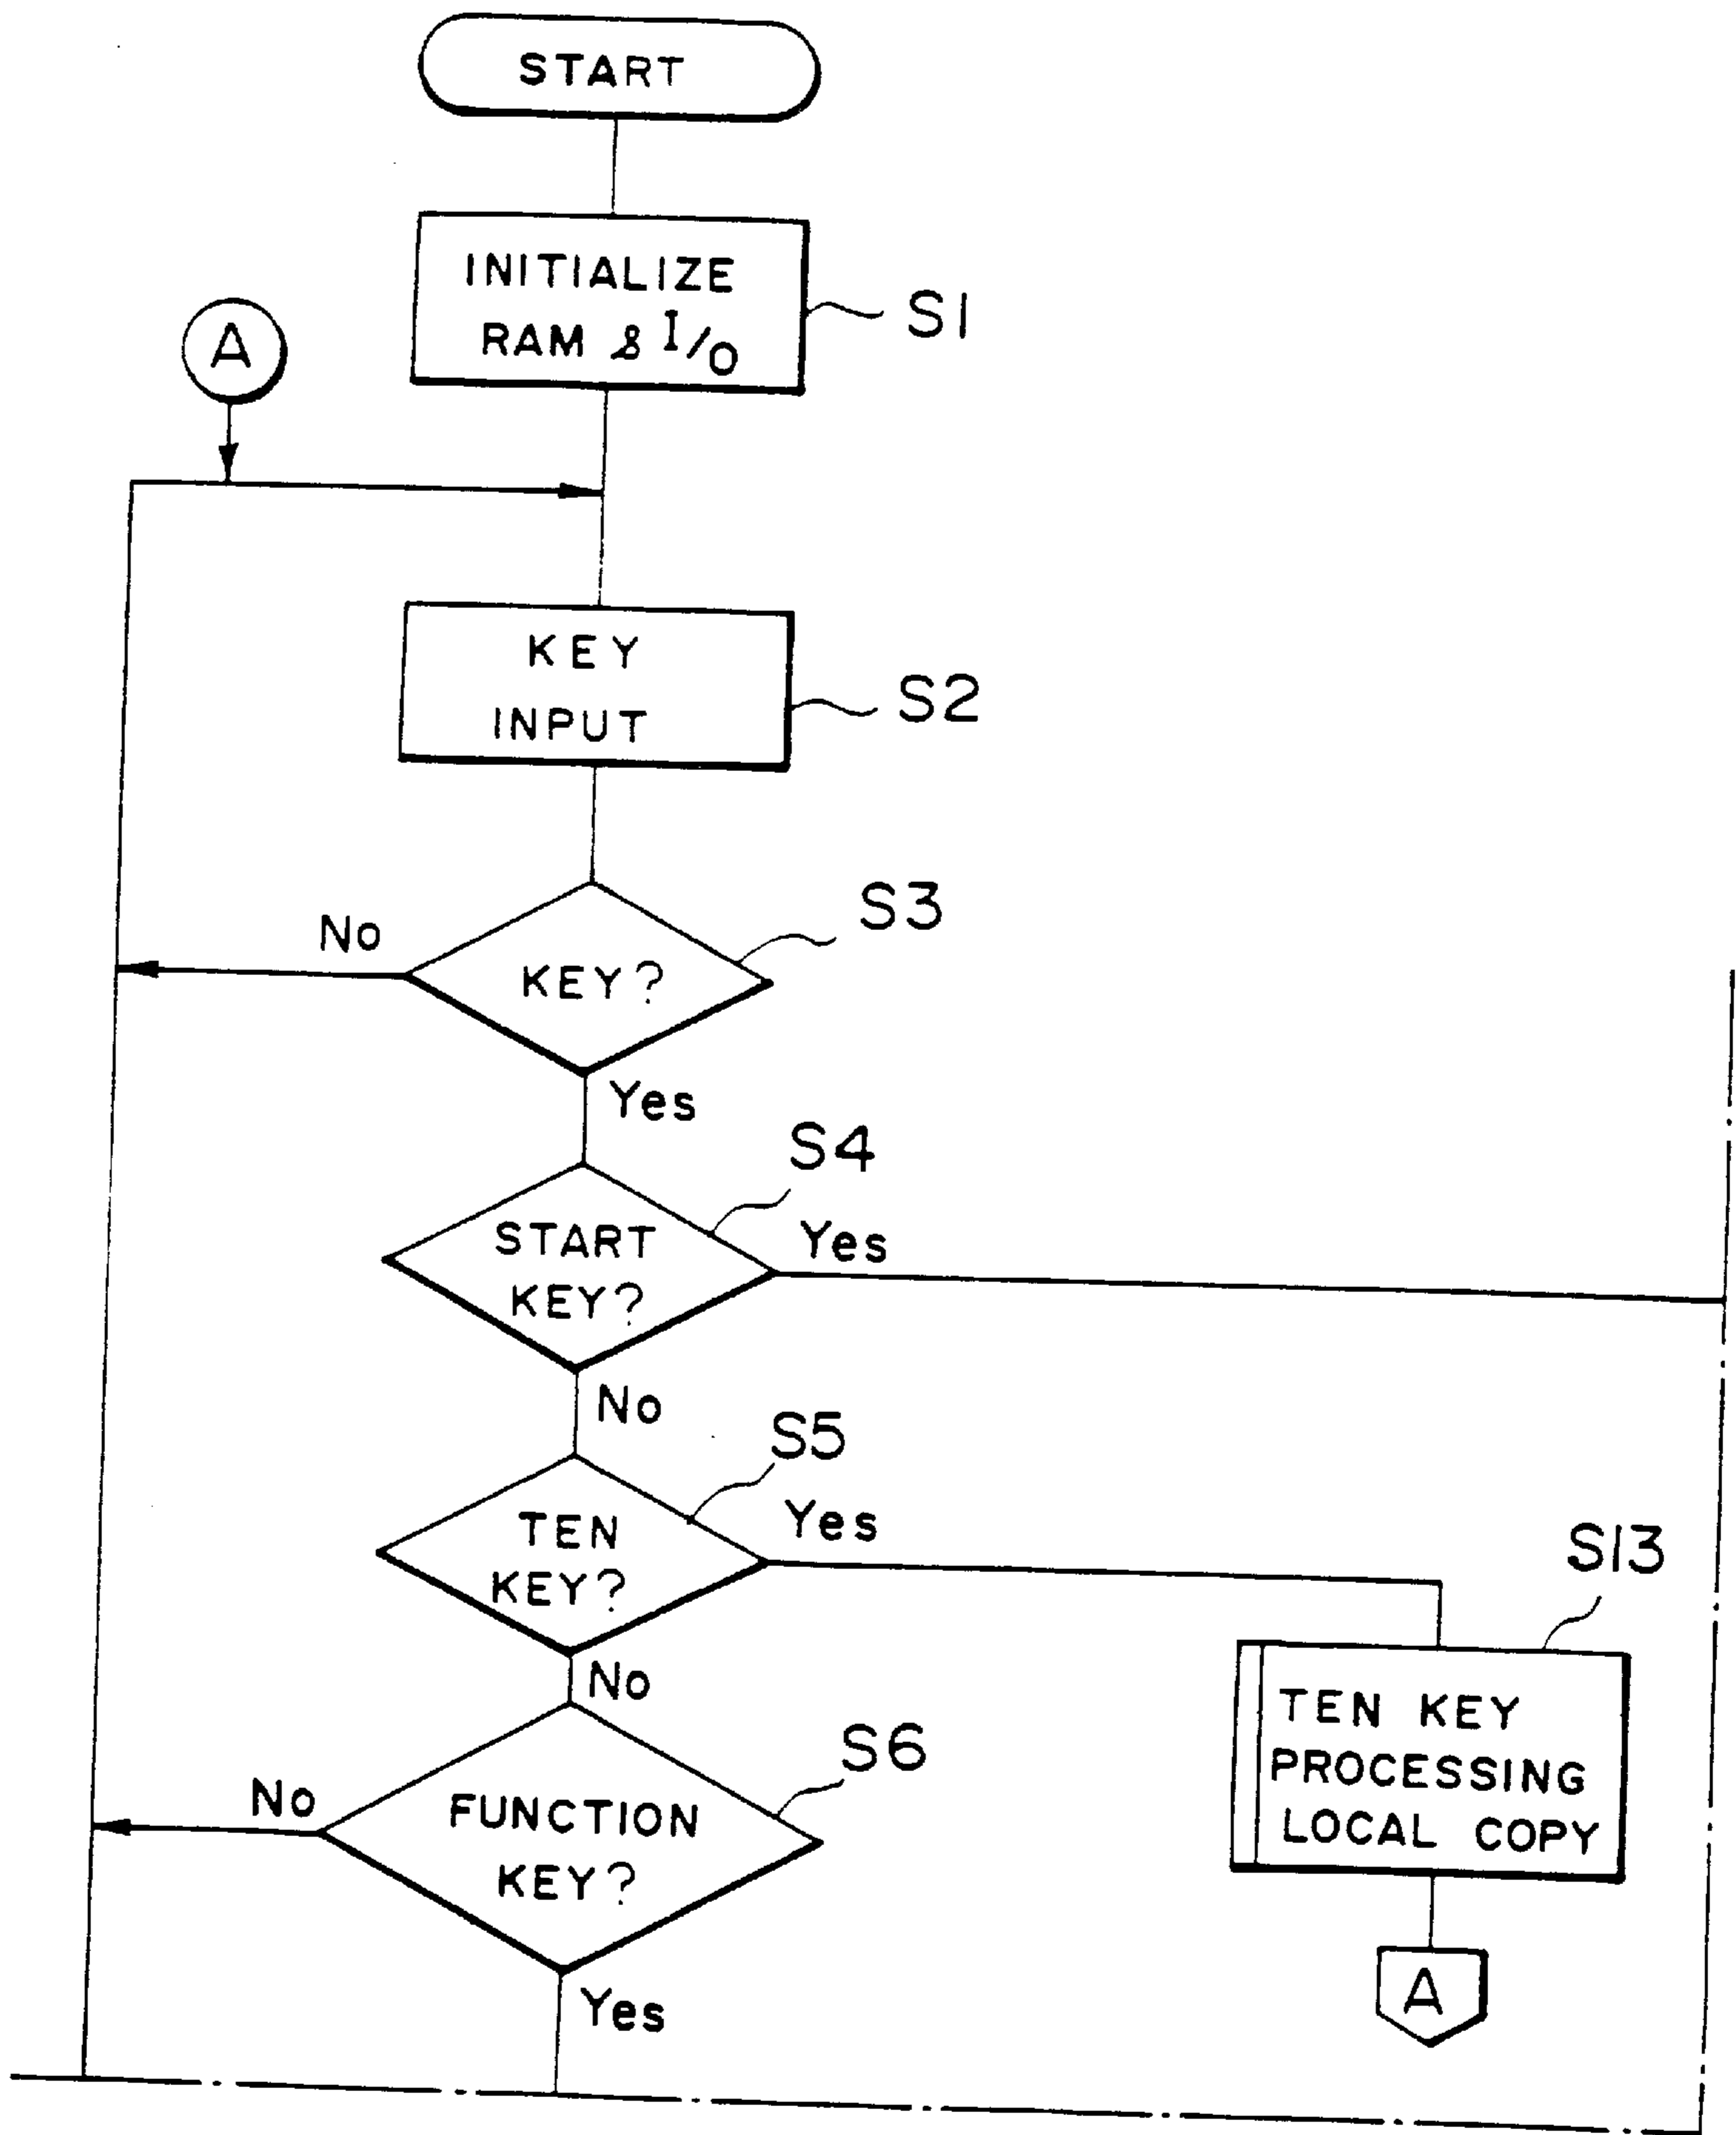 START
INITIALIZE
RAM & I/O
S1
A
KEY
INPUT
S2
S3
No
KEY?
Yes
S4
START
KEY?
Yes
No
S5
TEN
KEY?
Yes
No
S13
TEN KEY
PROCESSING
LOCAL COPY
S6
No
FUNCTION
KEY?
Yes
A